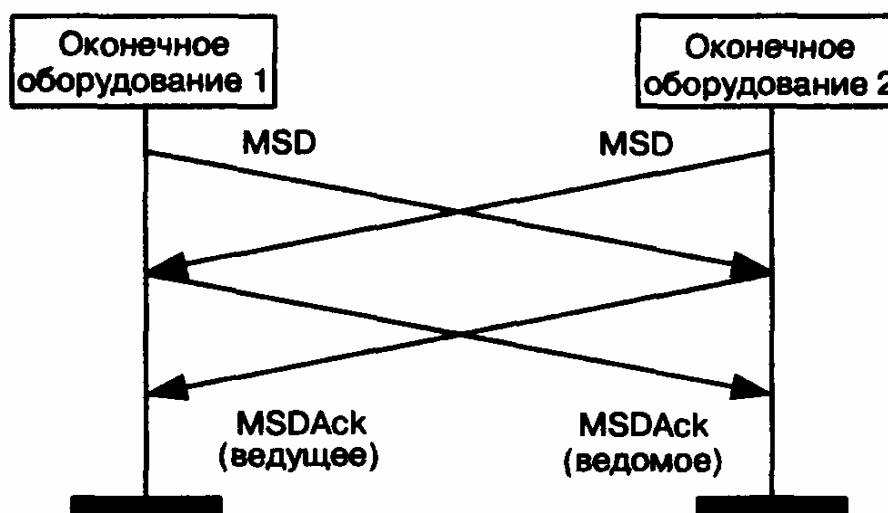 Оконечное
оборудование 1
Оконечное
оборудование 2
MSD
MSD
MSDAck
(ведущее)
MSDAck
(ведомое)